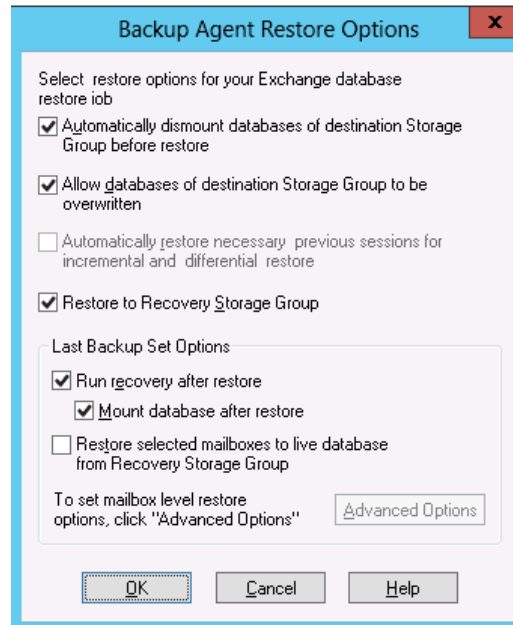 Backup Agent Restore Options
x
Select restore options for your Exchange database
restore job
Automatically dismount databases of destination Storage
Group before restore
Allow databases of destination Storage Group to be
overwritten
Automatically restore necessary previous sessions for
incremental and differential restore
Restore to Recovery Storage Group
Last Backup Set Options
Run recovery after restore
Mount database after restore
Restore selected mailboxes to live database
from Recovery Storage Group
To set mailbox level restore
options, click "Advanced Options"
Advanced Options
OK
Cancel
Help